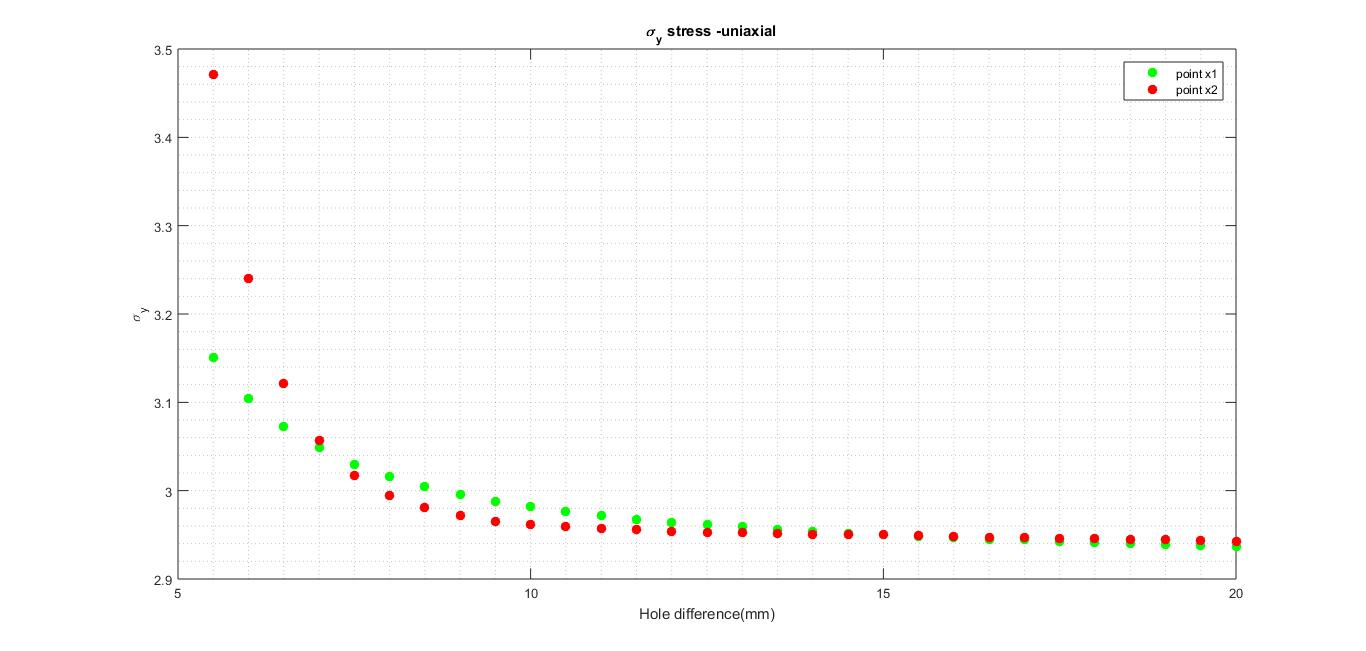 σy stress -uniaxial
point x1
point x2
3.5
3.4
3.3
3.2
3.1
3
2.9
σy
5
10
15
20
Hole difference(mm)